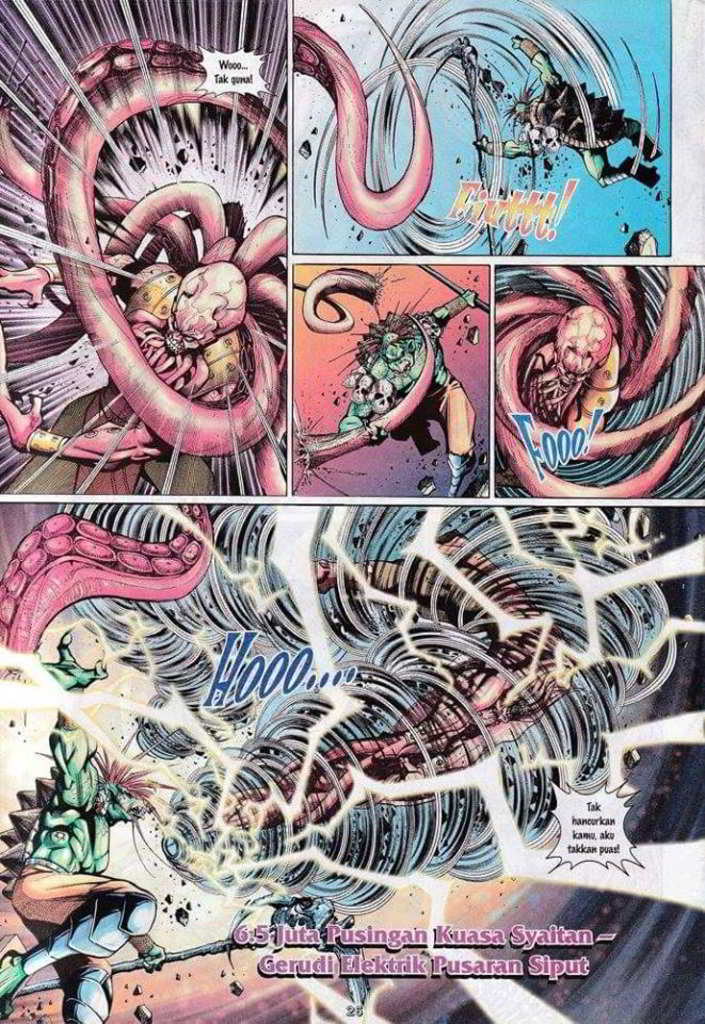 Wooo...
Tak guna!
Fiuttt!
Fooo!
Hooo....
Tak
hancurkan
kamu, aku
takkan puas!
6.5 Juta Pusingan Kuasa Syaitan –
Gerudi Elektrik Pusaran Siput
26